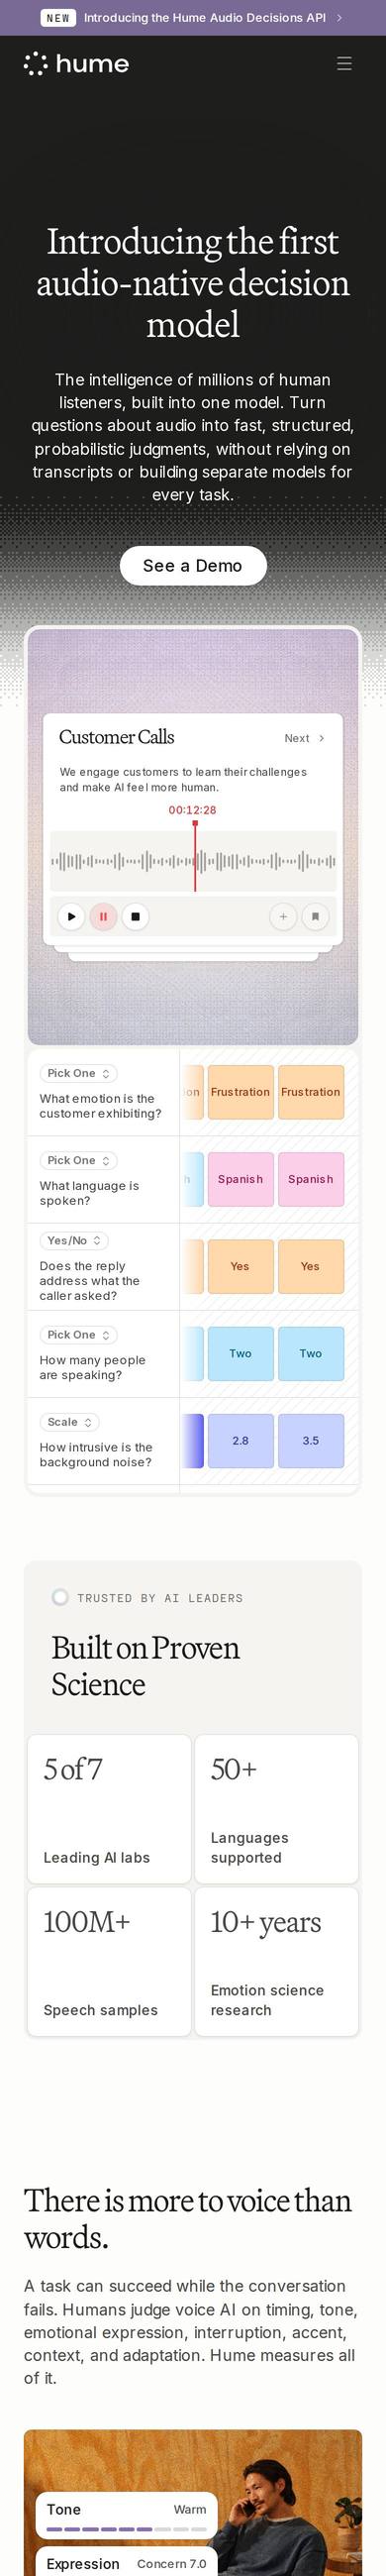 NEW Introducing the Hume Audio Decisions API
hume
Introducing the first
audio-native decision
model
The intelligence of millions of human
listeners, built into one model. Turn
questions about audio into fast, structured,
probabilistic judgments, without relying on
transcripts or building separate models for
every task.
See a Demo
Customer Calls
Next
We engage customers to learn their challenges
and make AI feel more human.
00:12:28
Pick One
What emotion is the
customer exhibiting?
Frustration Frustration
Pick One
What language is
spoken?
Spanish Spanish
Yes/No
Does the reply
address what the
caller asked?
Yes Yes
Pick One
How many people
are speaking?
Two Two
Scale
How intrusive is the
background noise?
2.8 3.5
TRUSTED BY AI LEADERS
Built on Proven
Science
5 of 7
Leading AI labs
50+
Languages
supported
100M+
Speech samples
10+ years
Emotion science
research
There is more to voice than
words.
A task can succeed while the conversation
fails. Humans judge voice AI on timing, tone,
emotional expression, interruption, accent,
context, and adaptation. Hume measures all
of it.
Tone Warm
Expression Concern 7.0